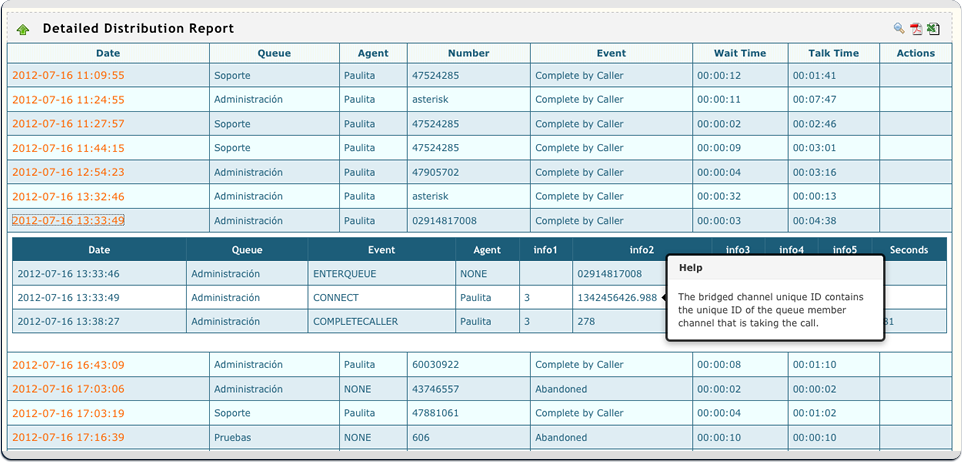 Detailed Distribution Report
Date Queue Agent Number Event Wait Time Talk Time Actions
2012-07-16 11:09:55 Soporte Paulita 47524285 Complete by Caller 00:00:12 00:01:41
2012-07-16 11:24:55 Administración Paulita asterisk Complete by Caller 00:00:11 00:07:47
2012-07-16 11:27:57 Soporte Paulita 47524285 Complete by Caller 00:00:02 00:02:46
2012-07-16 11:44:15 Soporte Paulita 47524285 Complete by Caller 00:00:09 00:03:01
2012-07-16 12:54:23 Administración Paulita 47905702 Complete by Caller 00:00:04 00:03:16
2012-07-16 13:32:46 Administración Paulita asterisk Complete by Caller 00:00:32 00:00:13
2012-07-16 13:33:49 Administración Paulita 02914817008 Complete by Caller 00:00:03 00:04:38
Date Queue Event Agent info1 info2 info3 info4 info5 Seconds
2012-07-16 13:33:46 Administración ENTERQUEUE NONE 02914817008
2012-07-16 13:33:49 Administración CONNECT Paulita 3 1342456426.988
2012-07-16 13:38:27 Administración COMPLETECALLER Paulita 3 278
Help
The bridged channel unique ID contains
the unique ID of the queue member
channel that is taking the call.
2012-07-16 16:43:09 Administración Paulita 60030922 Complete by Caller 00:00:08 00:01:10
2012-07-16 17:03:06 Administración NONE 43746557 Abandoned 00:00:02 00:00:02
2012-07-16 17:03:19 Soporte Paulita 47881061 Complete by Caller 00:00:04 00:01:02
2012-07-16 17:16:39 Pruebas NONE 606 Abandoned 00:00:10 00:00:10